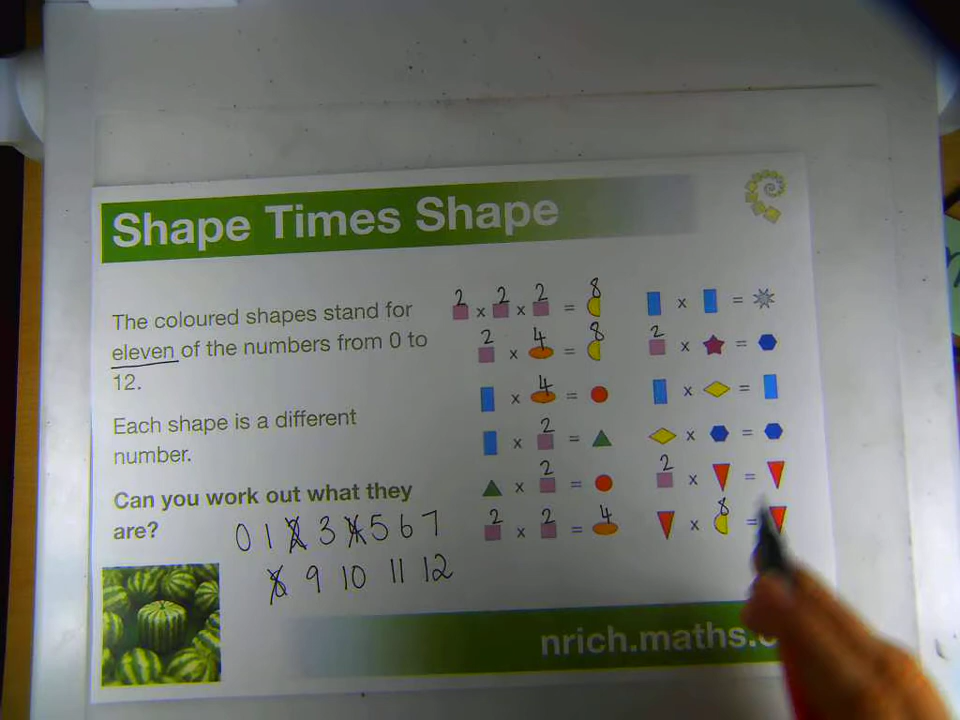 Shape Times Shape
The coloured shapes stand for
eleven of the numbers from 0 to
12.
Each shape is a different
number.
Can you work out what they
are?
0 1 2 3 4 5 6 7
8 9 10 11 12
2 2 2 8
x x =
2 4 8
x =
4
x =
2
x =
2
x =
2 2 4
x =
x =
2
x =
x =
x =
2
x =
8
x =
nrich.maths.